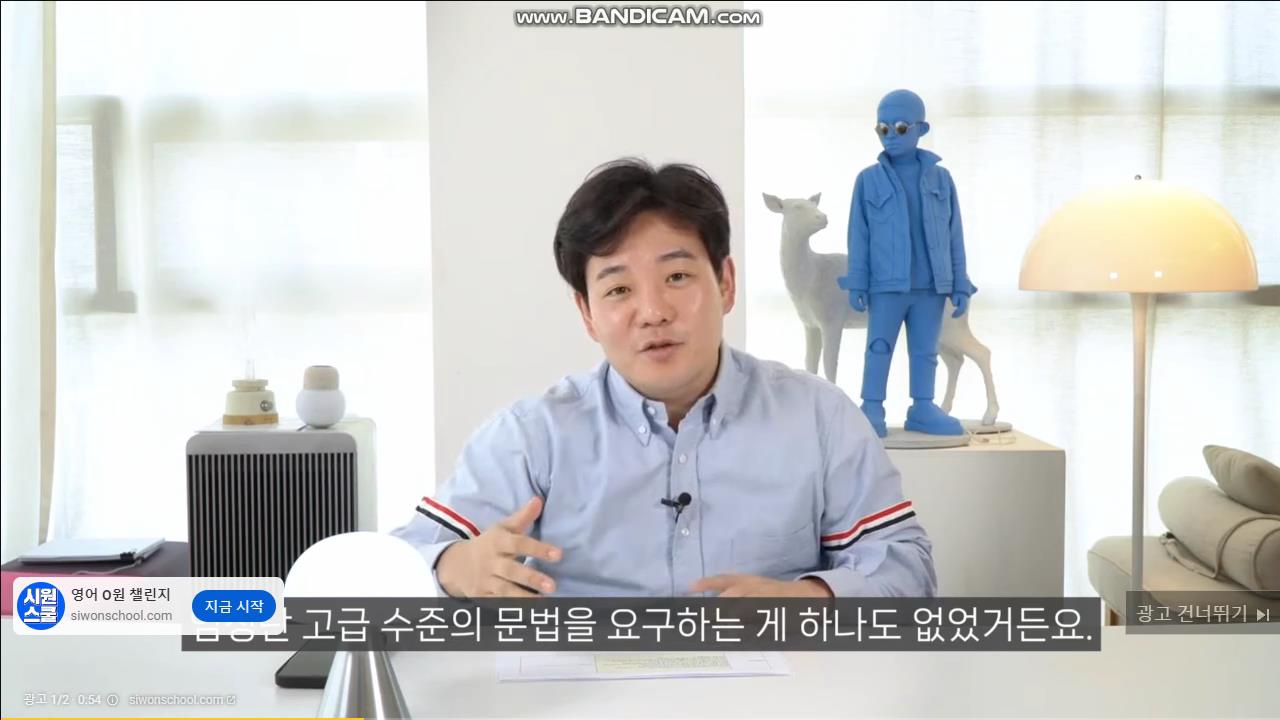 www.BANDICAM.com
시원
스쿨
영어 0원 챌린지
siwonschool.com
지금 시작
고급 수준의 문법을 요구하는 게 하나도 없었거든요.
광고 건너뛰기
광고 1/2 · 0:54
siwonschool.com